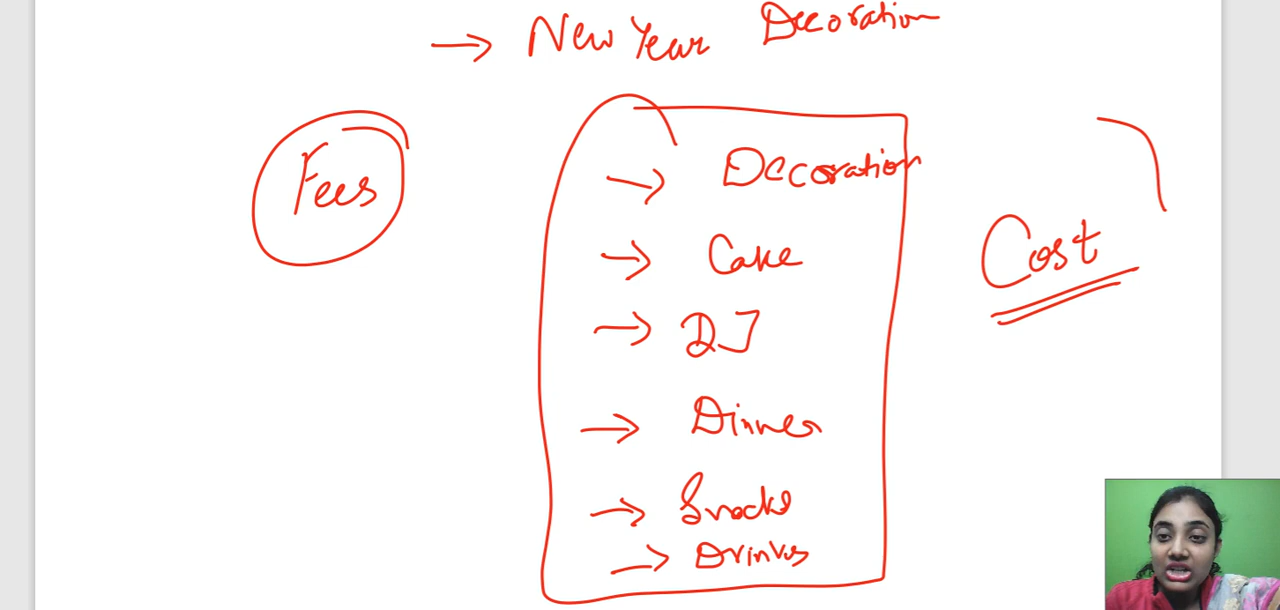 → New Year Decoration
Fees
→ Decoration
→ Cake
→ DJ
→ Dinner
→ Snacks
→ Drinks
Cost